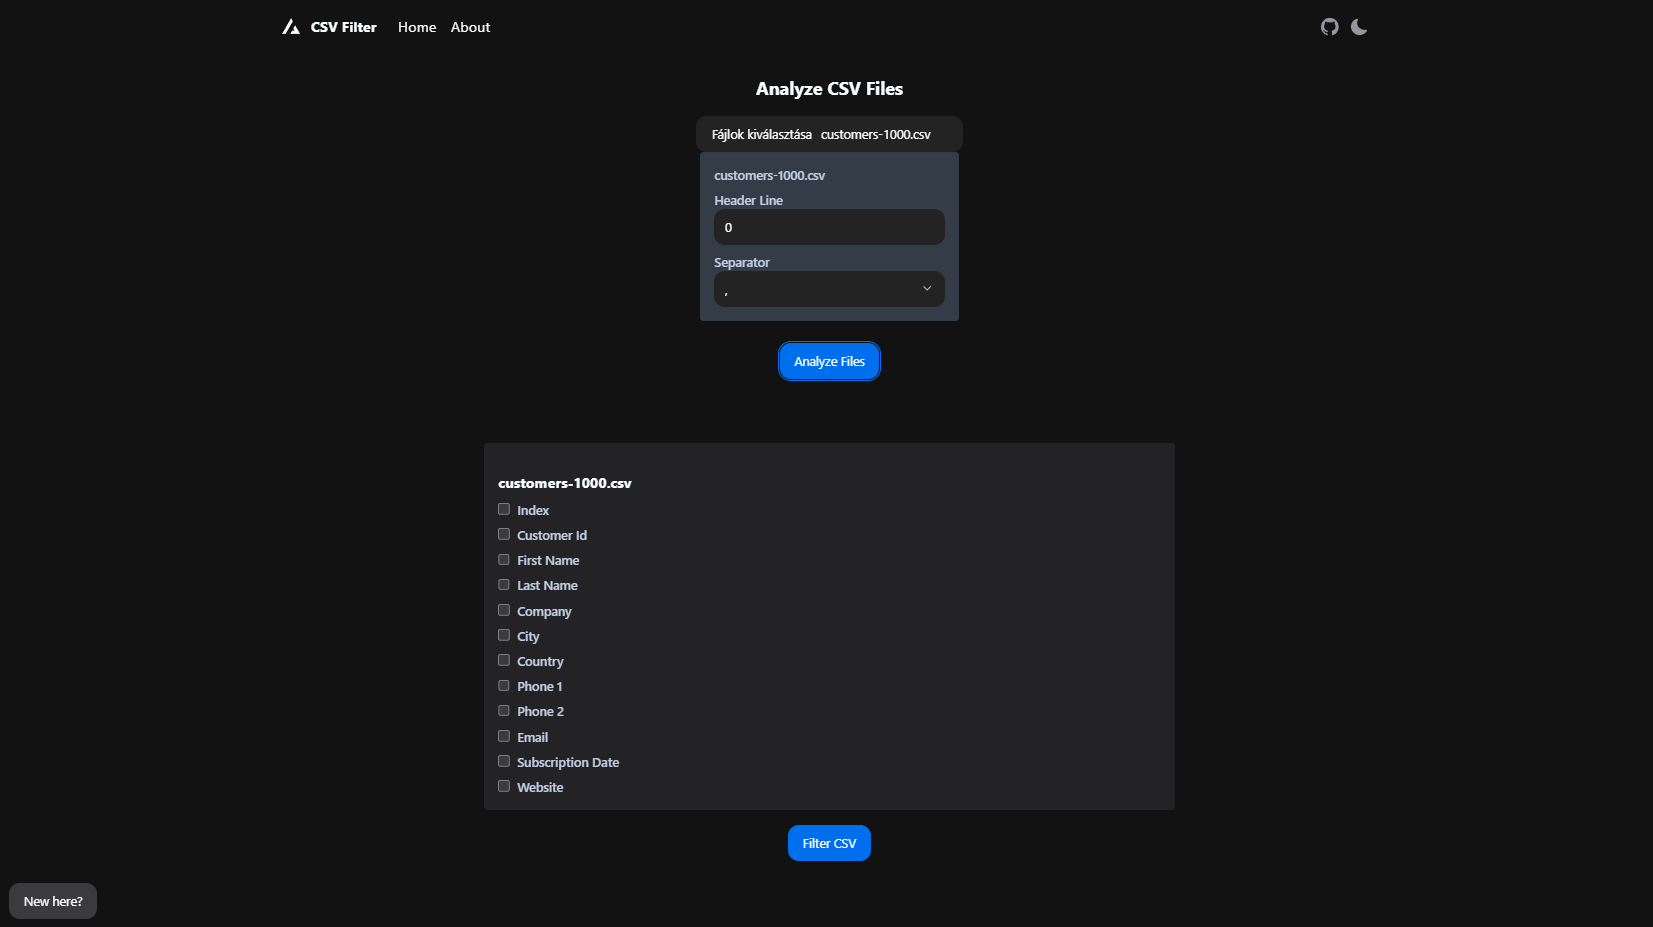 CSV Filter Home About
Analyze CSV Files
Fájlok kiválasztása customers-1000.csv
customers-1000.csv
Header Line
0
Separator
,
Analyze Files
customers-1000.csv
Index
Customer Id
First Name
Last Name
Company
City
Country
Phone 1
Phone 2
Email
Subscription Date
Website
Filter CSV
New here?